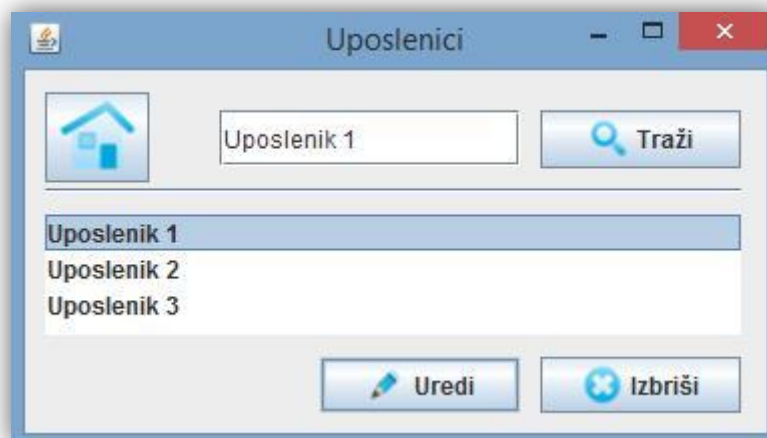 Uposlenici
Uposlenik 1
Traži
Uposlenik 1
Uposlenik 2
Uposlenik 3
Uredi
Izbriši